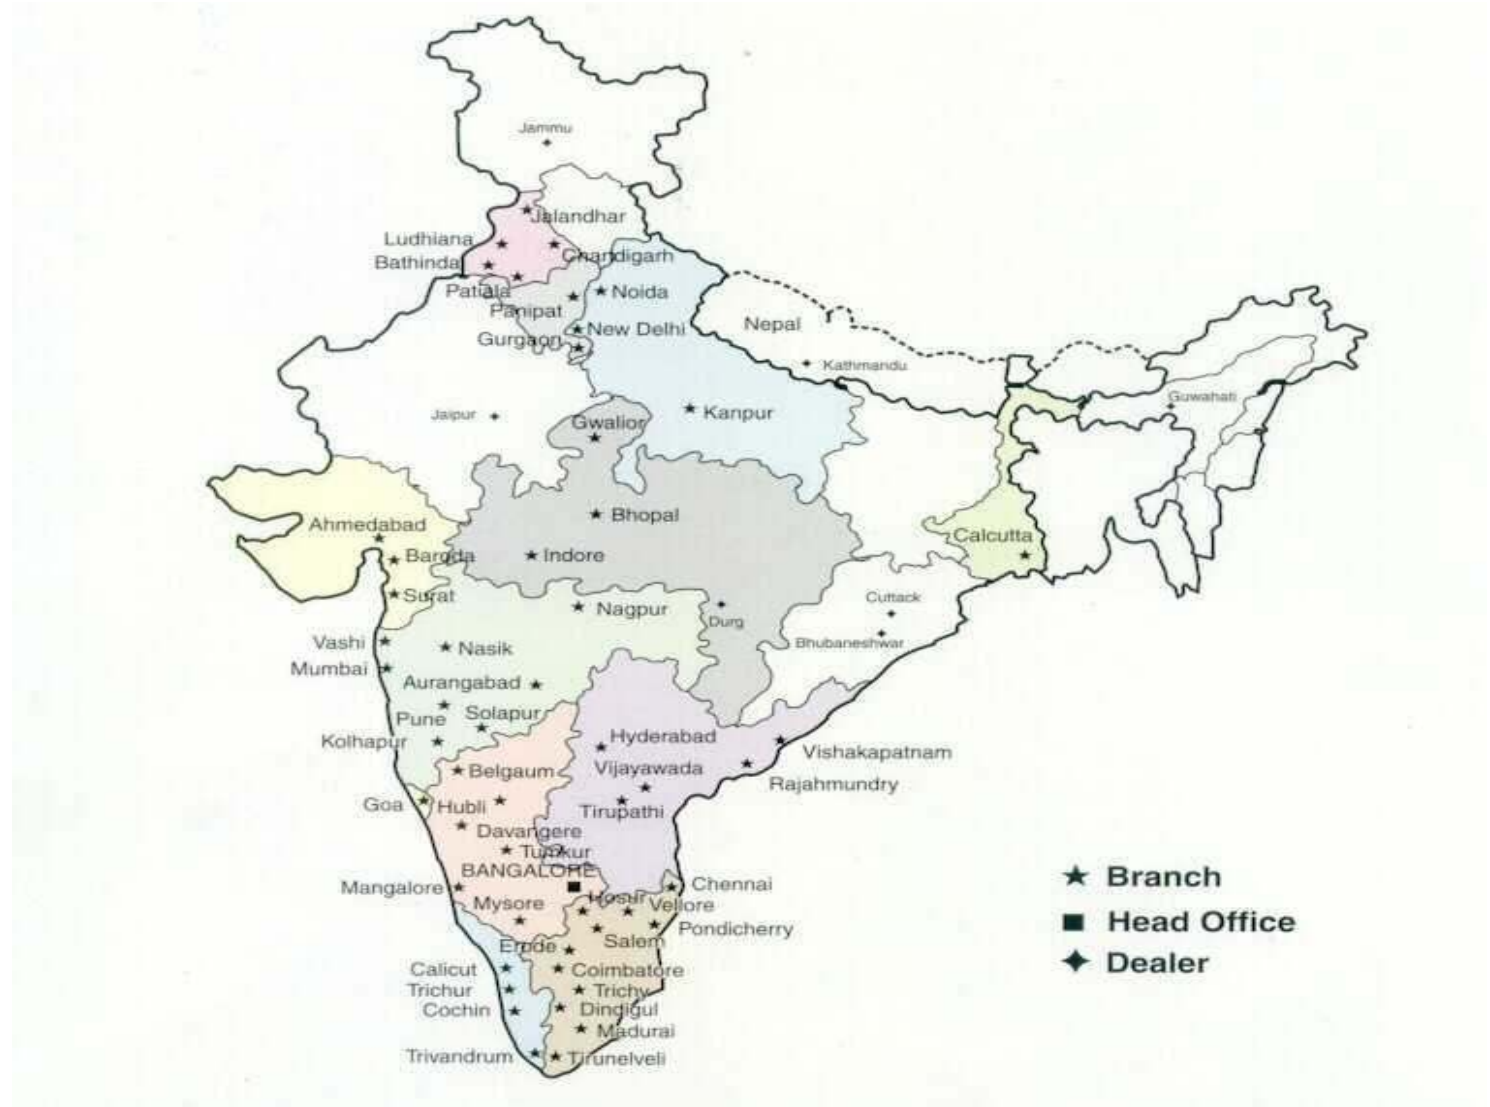 Jammu
Jalandhar
Ludhiana
Chandigarh
Bathinda
Patiala
Noida
Panipat
New Delhi
Nepal
Gurgaon
Kathmandu
Guwahati
Jaipur
Kanpur
Gwalior
Ahmedabad
Bhopal
Calcutta
Baroda
Indore
Surat
Nagpur
Cuttack
Durg
Vashi
Nasik
Bhubaneshwar
Mumbai
Aurangabad
Pune
Solapur
Kolhapur
Hyderabad
Vishakapatnam
Belgaum
Vijayawada
Rajahmundry
Goa
Hubli
Tirupathi
Davangere
Tumkur
BANGALORE
Mangalore
Chennai
Hosur
Mysore
Vellore
Pondicherry
Erode
Salem
Calicut
Coimbatore
Trichur
Trichy
Cochin
Dindigul
Madurai
Trivandrum
Tirunelveli
Branch
Head Office
Dealer